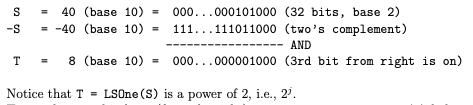 S = 40 (base 10) = 000...000101000 (32 bits, base 2)
-S = -40 (base 10) = 111...111011000 (two's complement)
----------------- AND
T = 8 (base 10) = 000...000001000 (3rd bit from right is on)
Notice that T = LSOne(S) is a power of 2, i.e., 2^j.